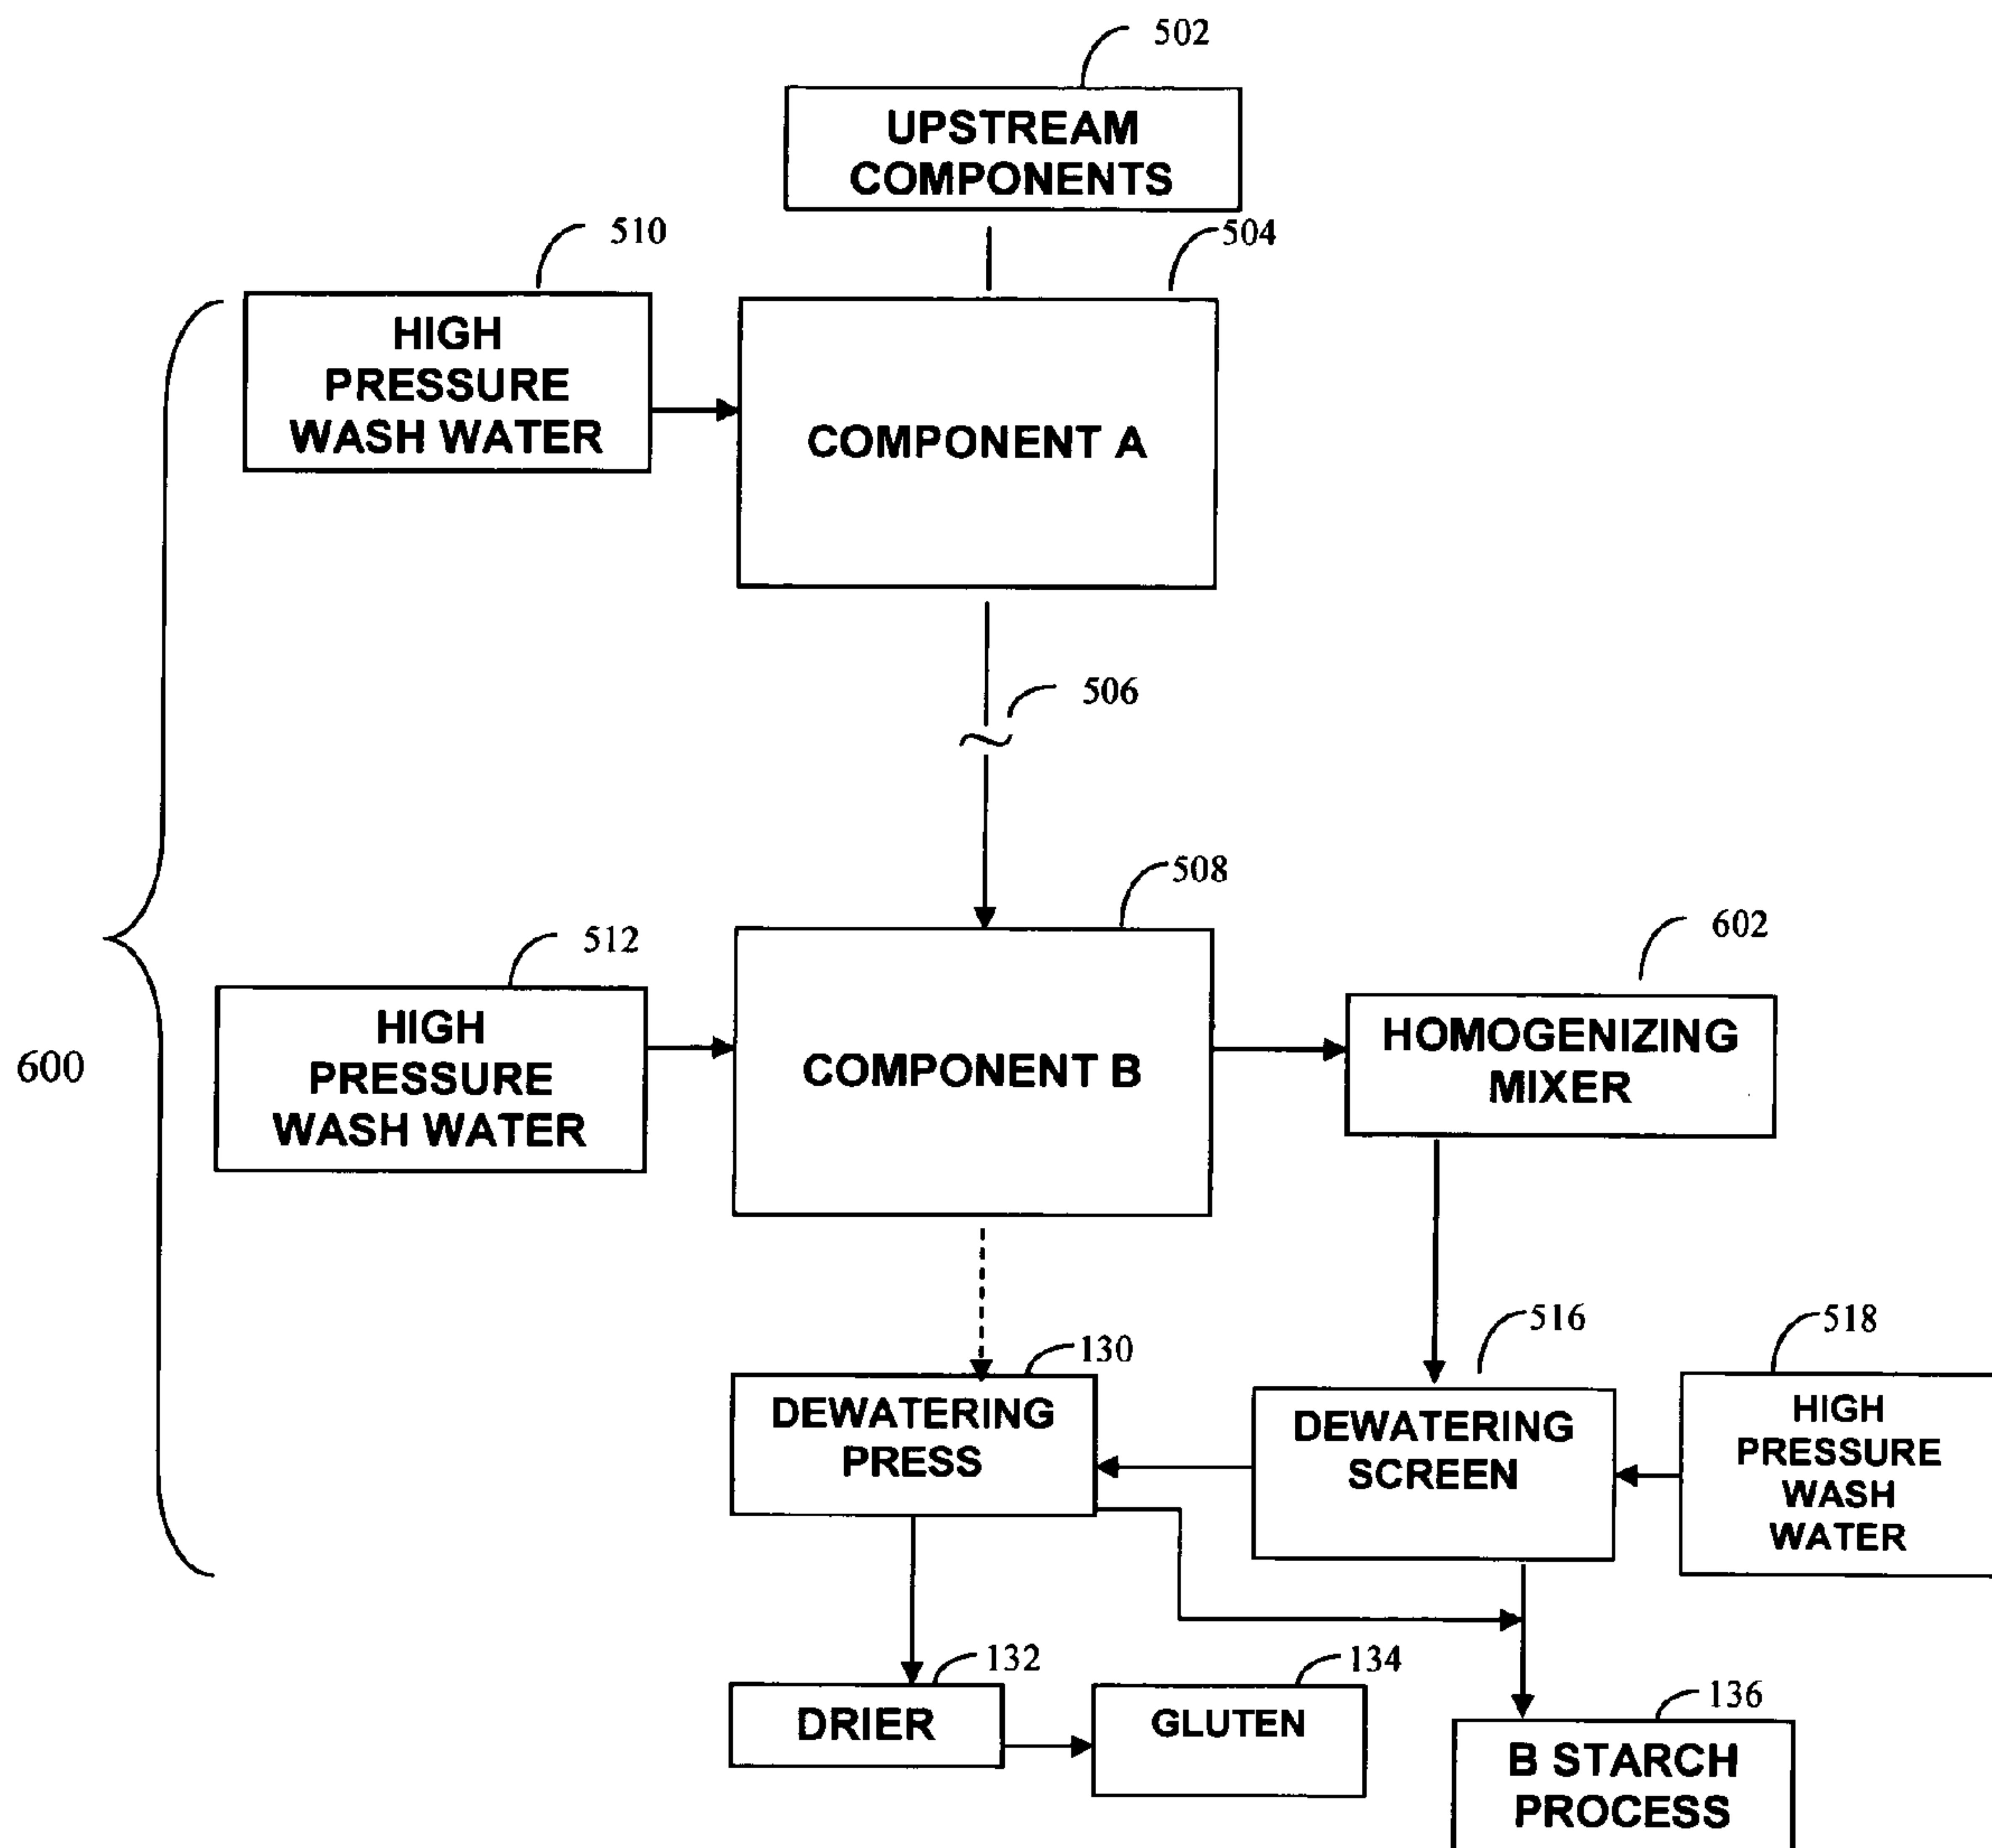 502
UPSTREAM
COMPONENTS
510
504
HIGH
PRESSURE
WASH WATER
COMPONENT A
506
508
512
602
600
HIGH
PRESSURE
WASH WATER
COMPONENT B
HOMOGENIZING
MIXER
130
516
518
DEWATERING
PRESS
DEWATERING
SCREEN
HIGH
PRESSURE
WASH
WATER
132
134
136
DRIER
GLUTEN
B STARCH
PROCESS